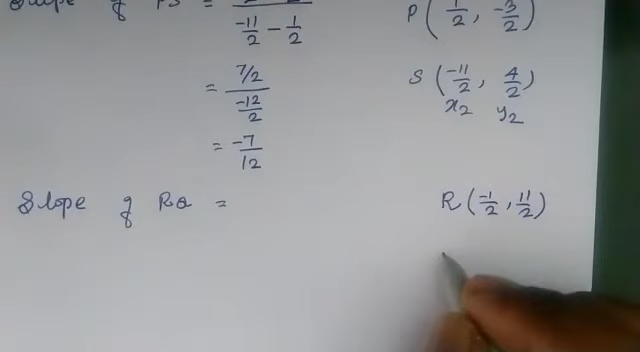 Slope of PS =
-11/2 - 1/2
P(1/2, -3/2)
= 7/2 / -12/2
S(-11/2, 4/2)
x2 y2
= -7/12
Slope of RQ =
R(-1/2, 11/2)